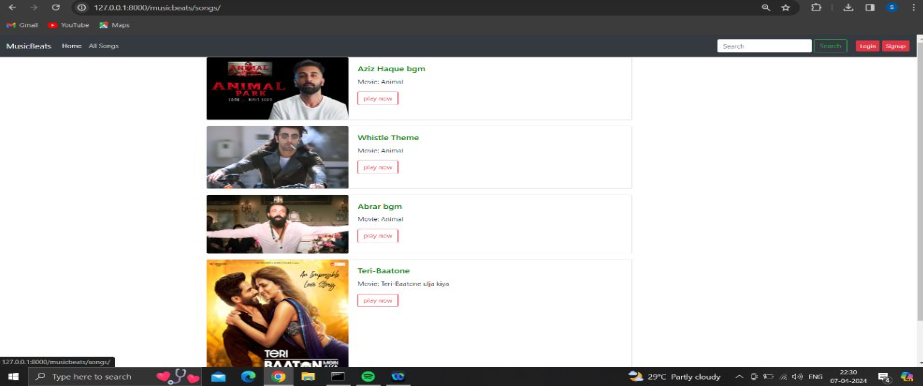 127.0.0.1:8000/musicbeats/songs/
Gmail YouTube Maps
MusicBeats Home All Songs Search Search Login Signup
ANIMAL
PARK
Aziz Haque bgm
Movie: Animal
play now
Whistle Theme
Movie: Animal
play now
Abrar bgm
Movie: Animal
play now
An Impossible
Love Story
TERI
BAATON
Teri-Baatone
Movie: Teri-Baatone ulja kiya
play now
127.0.0.1:8000/musicbeats/songs/
Type here to search
29°C Partly cloudy
ENG
22:30
07-04-2024